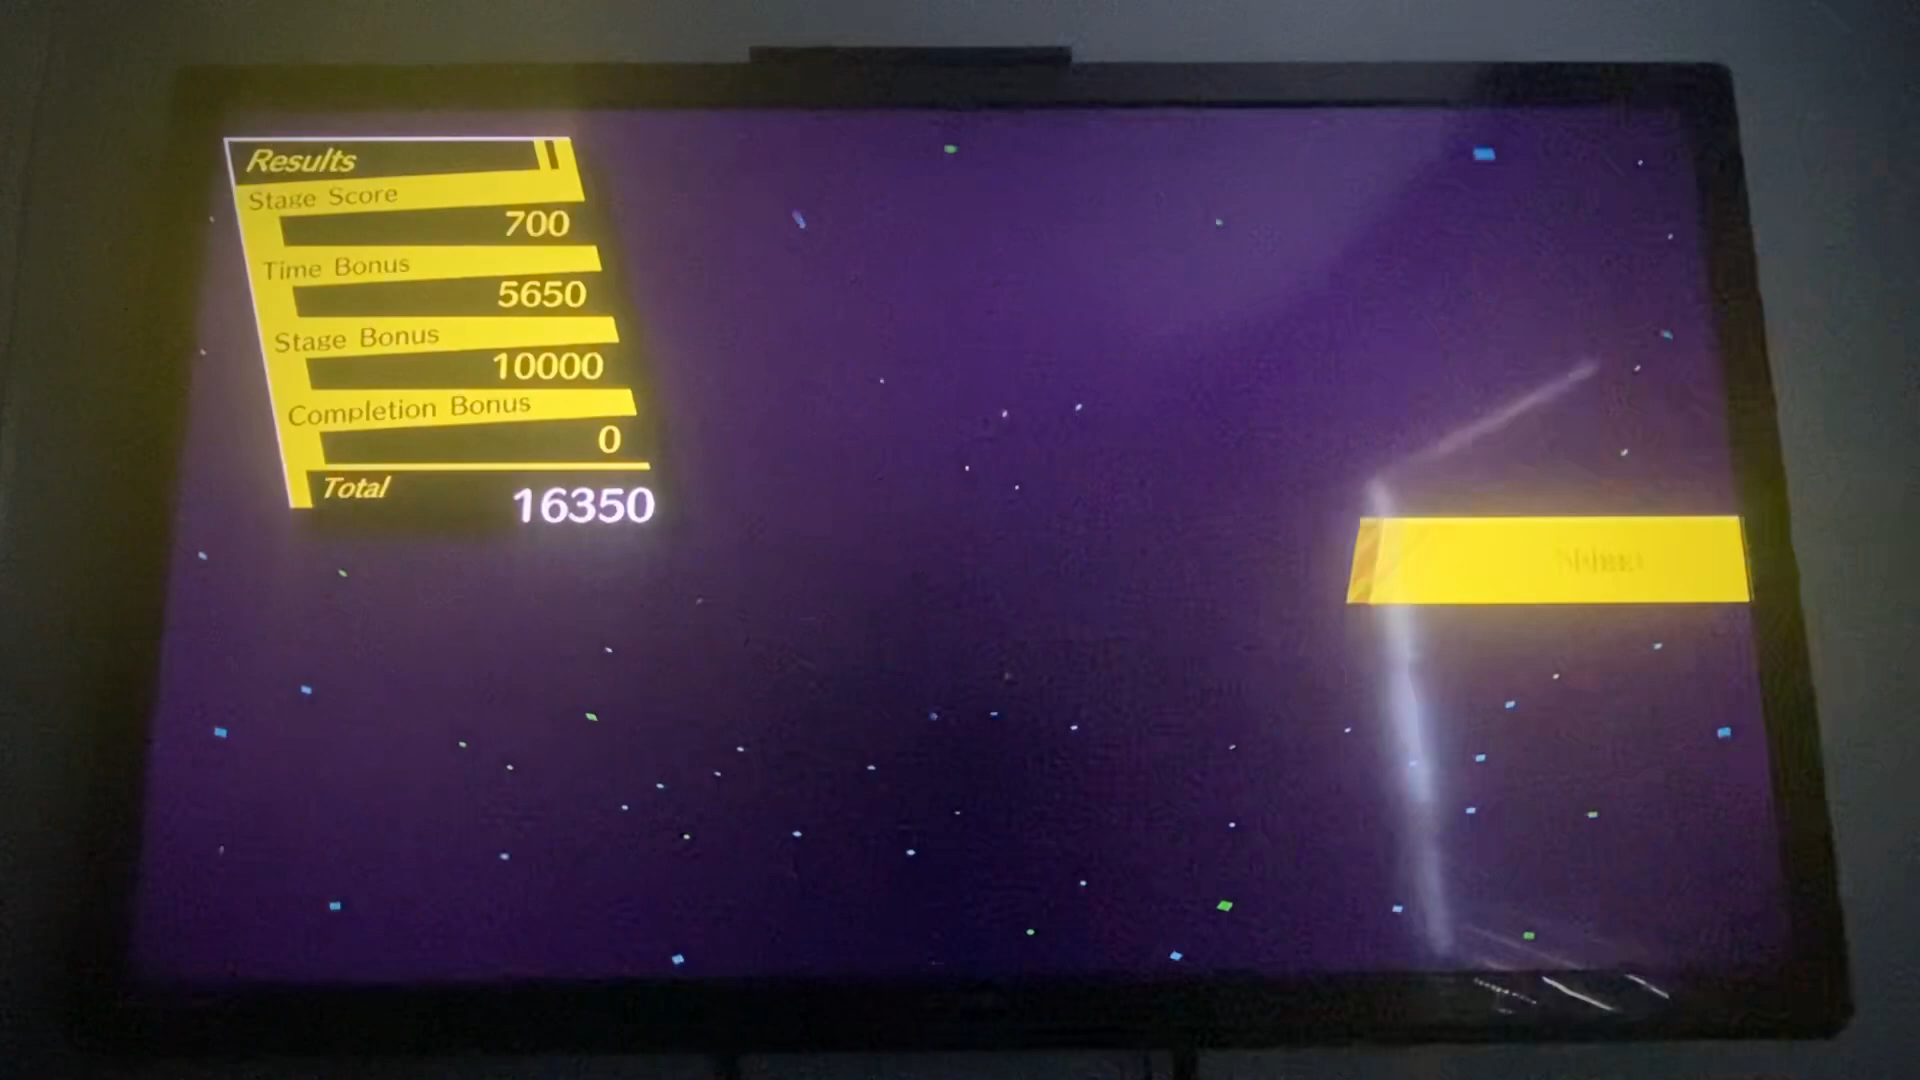 Results
Stage Score
700
Time Bonus
5650
Stage Bonus
10000
Completion Bonus
0
Total
16350